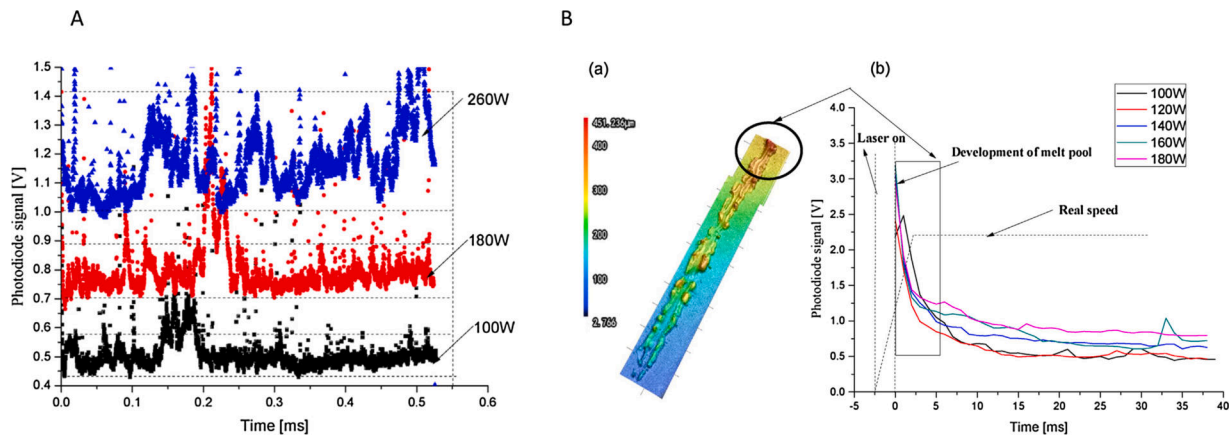 A
B
Photodiode signal [V]
1.5
1.4
1.3
1.2
1.1
1.0
0.9
0.8
0.7
0.6
0.5
0.4
0.0
0.1
0.2
0.3
0.4
0.5
0.6
Time [ms]
260W
180W
100W
(a)
451.236μm
400
300
200
100
2.766
(b)
100W
120W
140W
160W
180W
Laser on
Development of melt pool
Real speed
Photodiode signal [V]
4.0
3.5
3.0
2.5
2.0
1.5
1.0
0.5
0.0
-5
0
5
10
15
20
25
30
35
40
Time [ms]